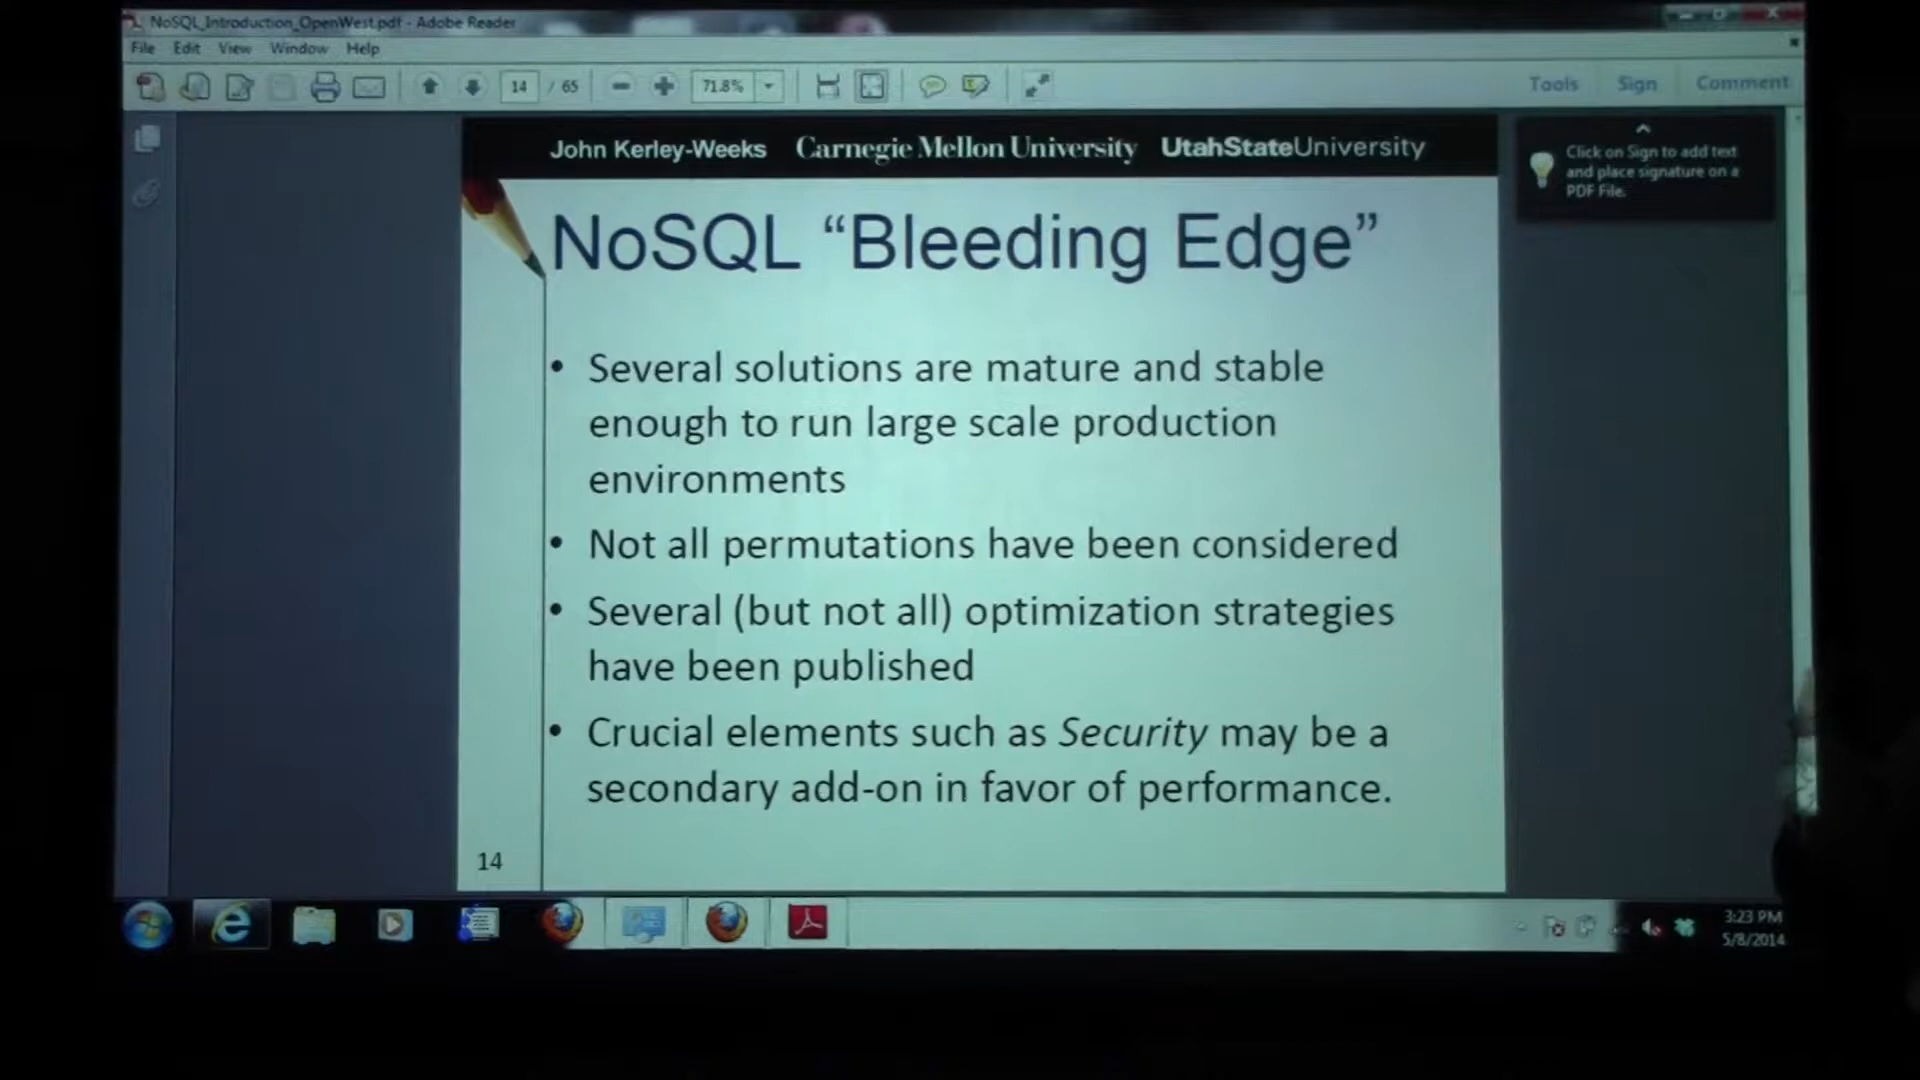 NoSQL_Introduction_OpenWest.pdf - Adobe Reader
File Edit View Window Help
14 / 65 71.8% Tools Sign Comment
John Kerley-Weeks Carnegie Mellon University UtahStateUniversity
Click on Sign to add text
and place signature on a
PDF File.
NoSQL “Bleeding Edge”
• Several solutions are mature and stable
enough to run large scale production
environments
• Not all permutations have been considered
• Several (but not all) optimization strategies
have been published
• Crucial elements such as Security may be a
secondary add-on in favor of performance.
14
3:23 PM
5/8/2014